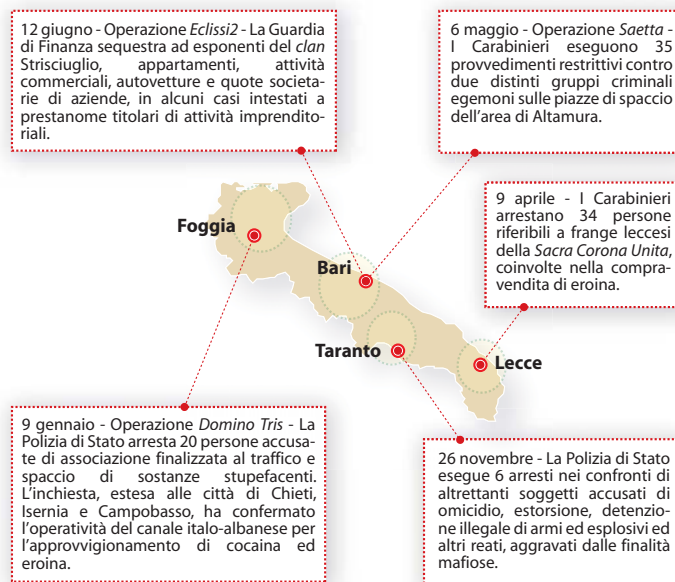 12 giugno - Operazione Eclissi2 - La Guardia
di Finanza sequestra ad esponenti del clan
Strisciuglio, appartamenti, attività
commerciali, autovetture e quote societa-
rie di aziende, in alcuni casi intestati a
prestanome titolari di attività imprendito-
riali.
6 maggio - Operazione Saetta -
I Carabinieri eseguono 35
provvedimenti restrittivi contro
due distinti gruppi criminali
egemoni sulle piazze di spaccio
dell'area di Altamura.
9 aprile - I Carabinieri
arrestano 34 persone
riferibili a frange leccesi
della Sacra Corona Unita,
coinvolte nella compra-
vendita di eroina.
Foggia
Bari
Taranto
Lecce
9 gennaio - Operazione Domino Tris - La
Polizia di Stato arresta 20 persone accusa-
te di associazione finalizzata al traffico e
spaccio di sostanze stupefacenti.
L'inchiesta, estesa alle città di Chieti,
Isernia e Campobasso, ha confermato
l'operatività del canale italo-albanese per
l'approvvigionamento di cocaina ed
eroina.
26 novembre - La Polizia di Stato
esegue 6 arresti nei confronti di
altrettanti soggetti accusati di
omicidio, estorsione, detenzio-
ne illegale di armi ed esplosivi ed
altri reati, aggravati dalle finalità
mafiose.